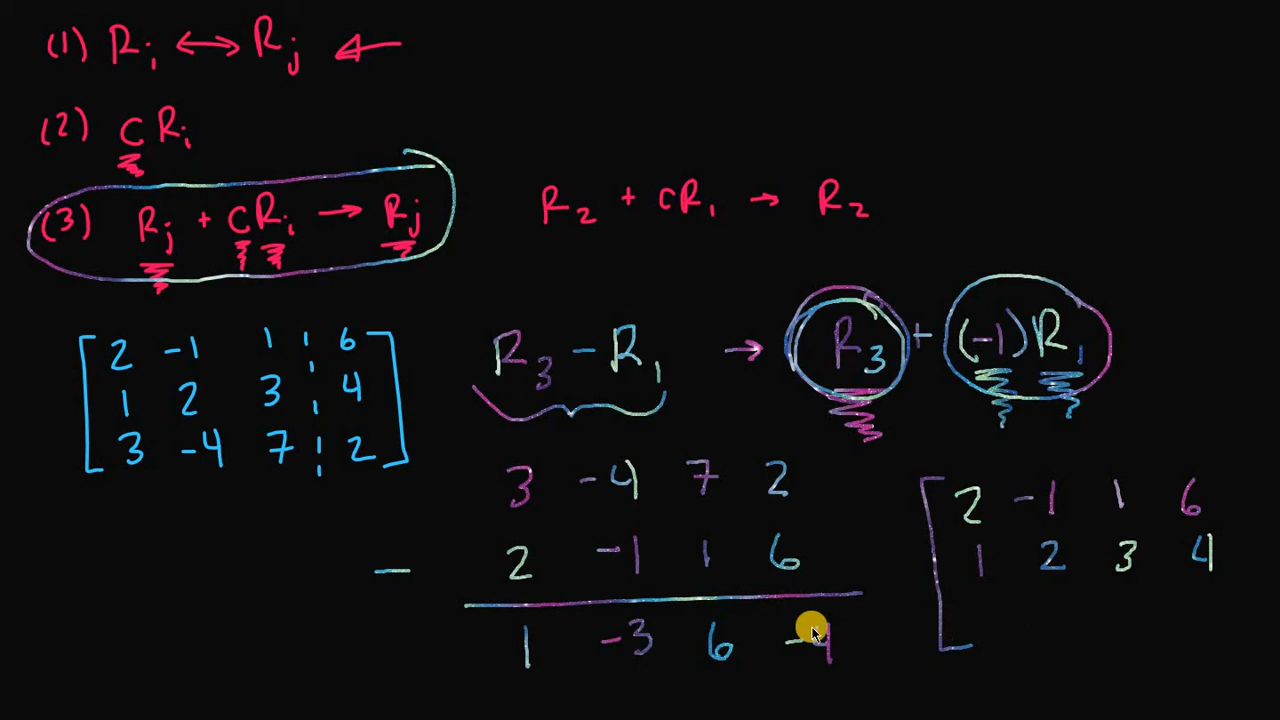 (1) Ri ↔ Rj ←
(2) cRi
(3) Rj + cRi → Rj
R2 + cR1 → R2
2 -1 1 ¦ 6
1 2 3 ¦ 4
3 -4 7 ¦ 2
R3 - R1 → R3 + (-1)R1
3 -4 7 2
- 2 -1 1 6
1 -3 6 -4
2 -1 1 6
1 2 3 4